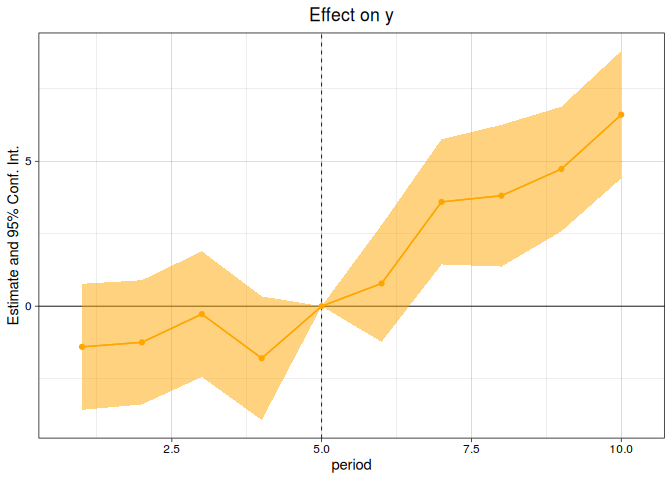 Effect on y
Estimate and 95% Conf. Int.
5
0
2.5
5.0
7.5
10.0
period